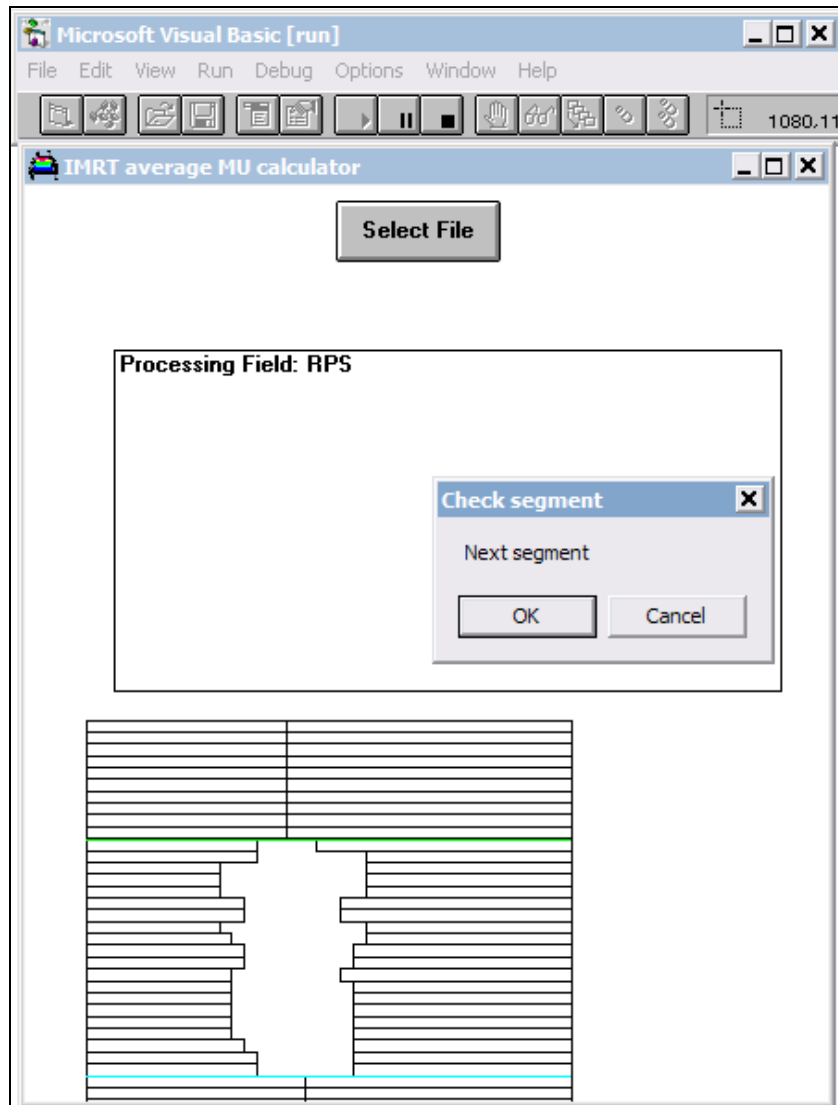 Microsoft Visual Basic [run]
File Edit View Run Debug Options Window Help
1080,11
IMRT average MU calculator
Select File
Processing Field: RPS
Check segment
Next segment
OK Cancel